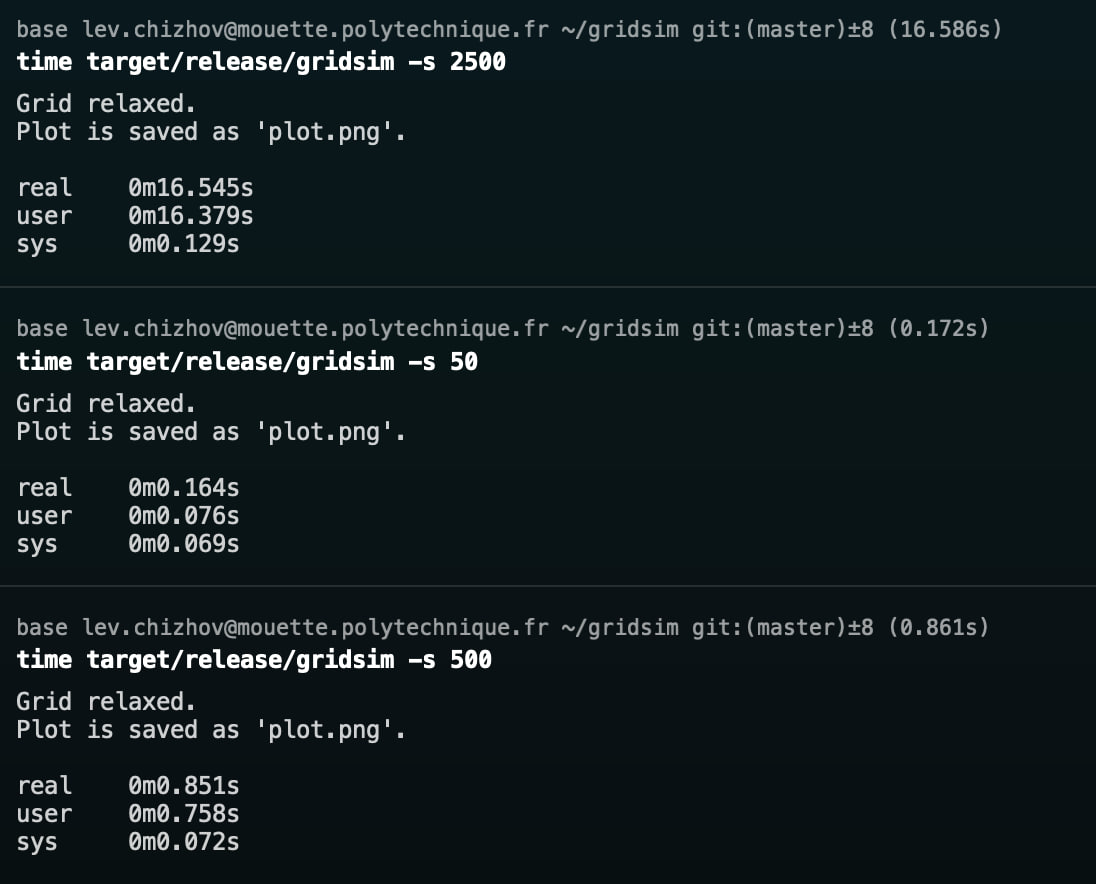 base lev.chizhov@mouette.polytechnique.fr ~/gridsim git:(master)±8 (16.586s)
time target/release/gridsim -s 2500
Grid relaxed.
Plot is saved as 'plot.png'.
real    0m16.545s
user    0m16.379s
sys     0m0.129s
base lev.chizhov@mouette.polytechnique.fr ~/gridsim git:(master)±8 (0.172s)
time target/release/gridsim -s 50
Grid relaxed.
Plot is saved as 'plot.png'.
real    0m0.164s
user    0m0.076s
sys     0m0.069s
base lev.chizhov@mouette.polytechnique.fr ~/gridsim git:(master)±8 (0.861s)
time target/release/gridsim -s 500
Grid relaxed.
Plot is saved as 'plot.png'.
real    0m0.851s
user    0m0.758s
sys     0m0.072s